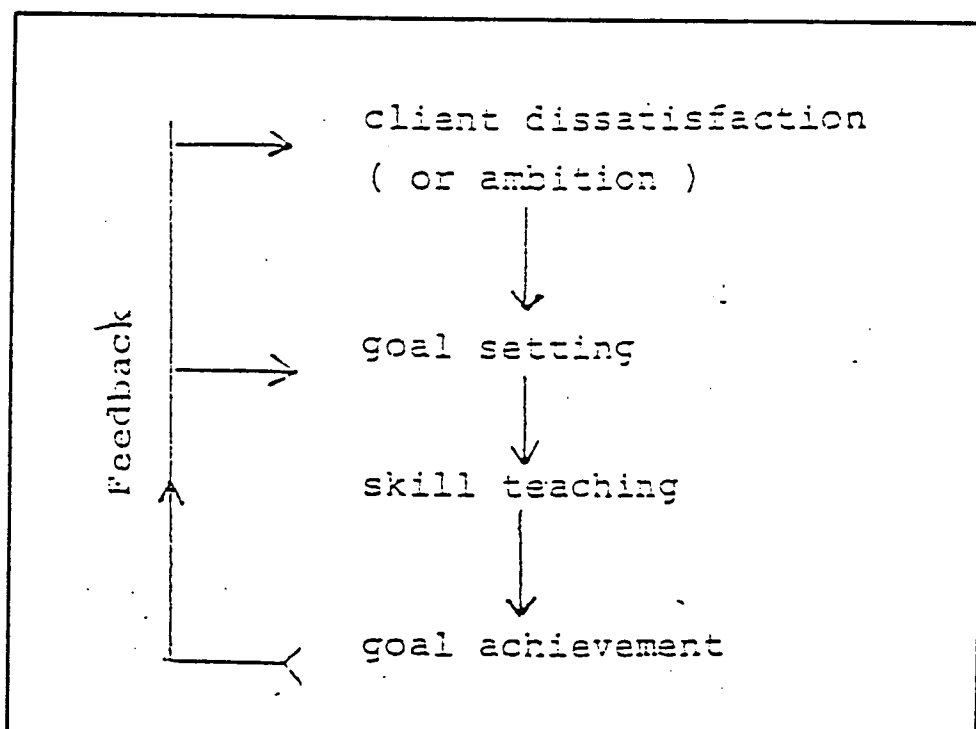 client dissatisfaction
( or ambition )
goal setting
skill teaching
goal achievement
Feedback